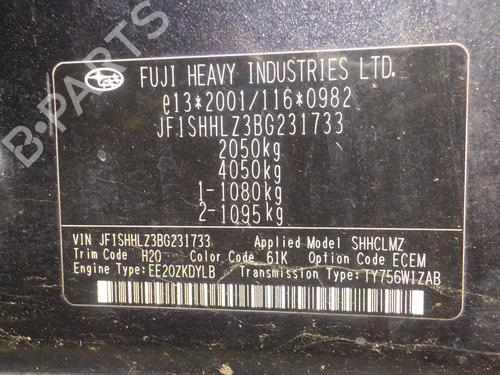 FUJI HEAVY INDUSTRIES LTD.
e13*2001/116*0982
JF1SHHLZ3BG231733
2050kg
4050kg
1-1080kg
2-1095kg
VIN JF1SHHLZ3BG231733 Applied Model SHHCLMZ
Trim Code H20 Color Code 61K Option Code ECEM
Engine Type:EE20ZKDYLB Transmission Type:TY756W1ZAB
B-PARTS